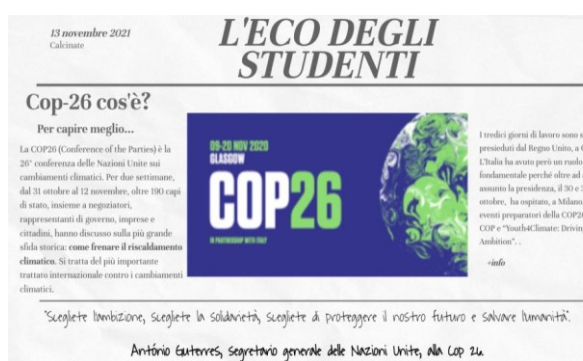 13 novembre 2021
Calcinate
L'ECO DEGLI
STUDENTI
Cop-26 cos'è?
Per capire meglio...
La COP26 (Conference of the Parties) è la
26° conferenza delle Nazioni Unite sui
cambiamenti climatici. Per due settimane,
dal 31 ottobre al 12 novembre, oltre 190 capi
di stato, insieme a negoziatori,
rappresentanti di governo, imprese e
cittadini, hanno discusso sulla più grande
sfida storica: come frenare il riscaldamento
climatico. Si tratta del più importante
trattato internazionale contro i cambiamenti
climatici.
09-20 NOV 2020
GLASGOW
COP26
IN PARTNERSHIP WITH ITALY
I tredici giorni di lavoro sono
presieduti dal Regno Unito, a
L'Italia ha avuto però un ruolo
fondamentale perché oltre ad
assunto la presidenza, il 30 e
ottobre, ha ospitato, a Milano
eventi preparatori della COP26
COP e "Youth4Climate: Drivin
Ambition". .
+info
"Scegliete l'ambizione, scegliete la solidarietà, scegliete di proteggere il nostro futuro e salvare l'umanità".
António Guterres, segretario generale delle Nazioni Unite, alla Cop 26.